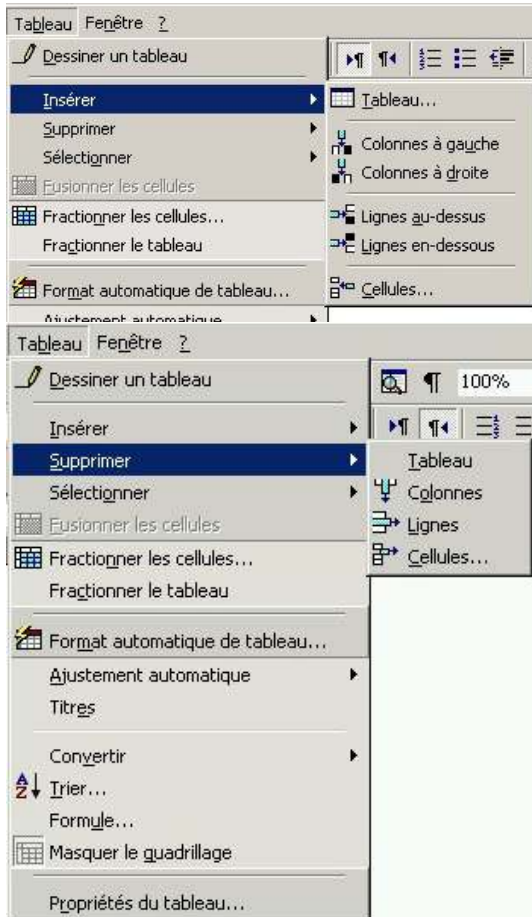 Tableau Fenêtre ?
Dessiner un tableau
Insérer
Tableau...
Supprimer
Colonnes à gauche
Sélectionner
Colonnes à droite
Fusionner les cellules
Fractionner les cellules...
Lignes au-dessus
Fractionner le tableau
Lignes en-dessous
Format automatique de tableau...
Cellules...
Ajustement automatique
Tableau Fenêtre ?
Dessiner un tableau
100%
Insérer
Supprimer
Tableau
Sélectionner
Colonnes
Fusionner les cellules
Lignes
Fractionner les cellules...
Cellules...
Fractionner le tableau
Format automatique de tableau...
Ajustement automatique
Titres
Convertir
Trier...
Formule...
Masquer le quadrillage
Propriétés du tableau...